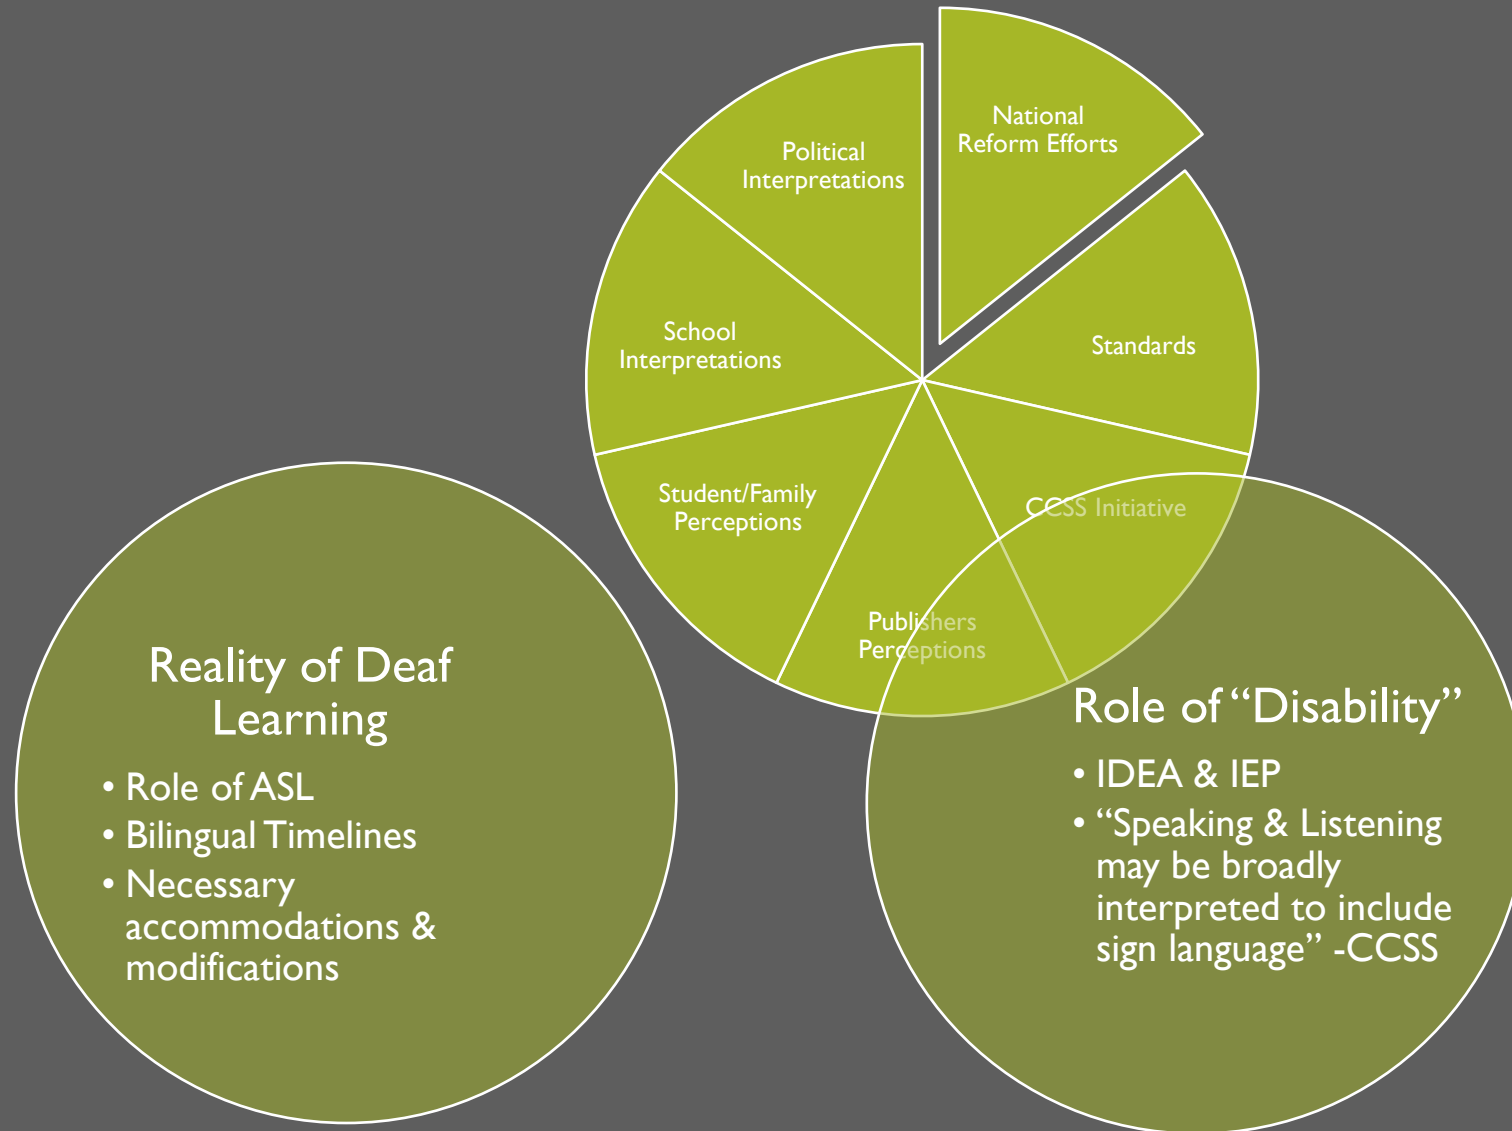 National
Reform Efforts
Political
Interpretations
School
Interpretations
Standards
Student/Family
Perceptions
CCSS Initiative
Publishers
Perceptions
Reality of Deaf
Learning
• Role of ASL
• Bilingual Timelines
• Necessary
accommodations &
modifications
Role of “Disability”
• IDEA & IEP
• “Speaking & Listening
may be broadly
interpreted to include
sign language” -CCSS